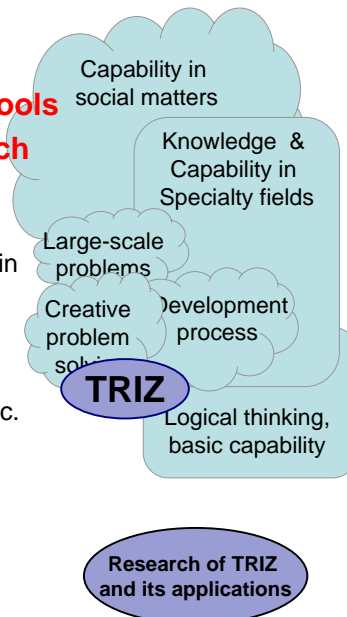 Capability in
social matters
ools
ch
Knowledge &
Capability in
Specialty fields
in
Large-scale
problems
Creative
problem
Development
process
TRIZ
c.
Logical thinking,
basic capability
Research of TRIZ
and its applications